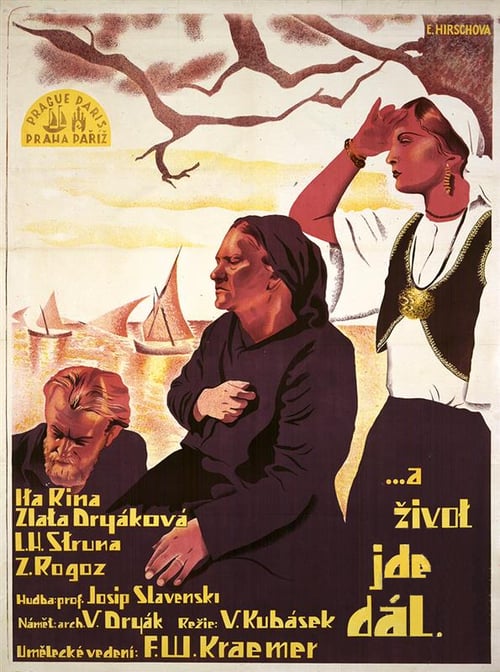 E. HIRSCHOVA
PRAGUE PARIS
PRAHA PAŘÍŽ
Ita Rina
Zlata Dryáková
L.H. Struna
Z. Rogoz
Hudba: prof. Josip Slavenski
Námět: arch. V. Dryák Režie: V. Kubásek
Umělecké vedení: F. W. Kraemer
...a
život
jde
dál.